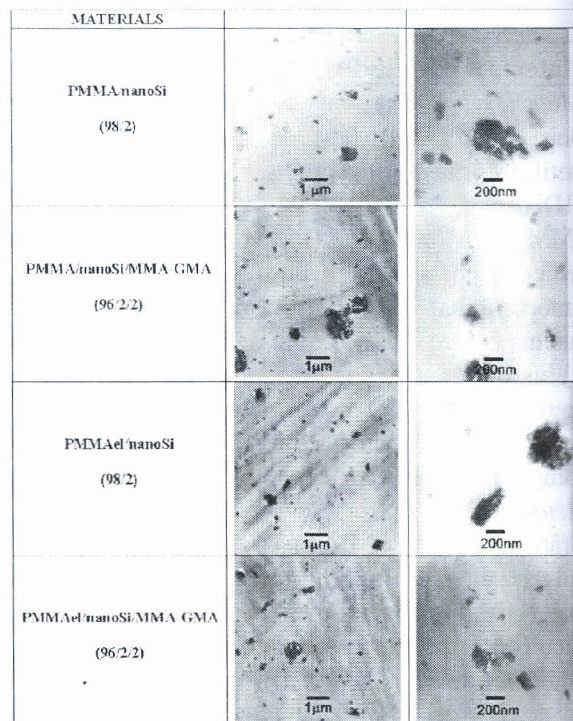 MATERIALS
PMMA/nanoSi
(98/2)
1 μm
200nm
PMMA/nanoSi/MMA-GMA
(96/2/2)
1μm
200nm
PMMAel/nanoSi
(98/2)
1μm
200nm
PMMAel/nanoSi/MMA-GMA
(96/2/2)
1μm
200nm